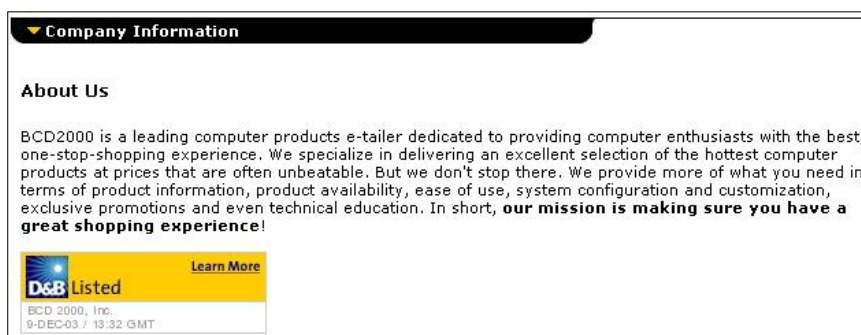 Company Information
About Us
BCD2000 is a leading computer products e-tailer dedicated to providing computer enthusiasts with the best
one-stop-shopping experience. We specialize in delivering an excellent selection of the hottest computer
products at prices that are often unbeatable. But we don't stop there. We provide more of what you need in
terms of product information, product availability, ease of use, system configuration and customization,
exclusive promotions and even technical education. In short, our mission is making sure you have a
great shopping experience!
Learn More
D&B Listed
BCD 2000, Inc.
9-DEC-03 / 13:32 GMT